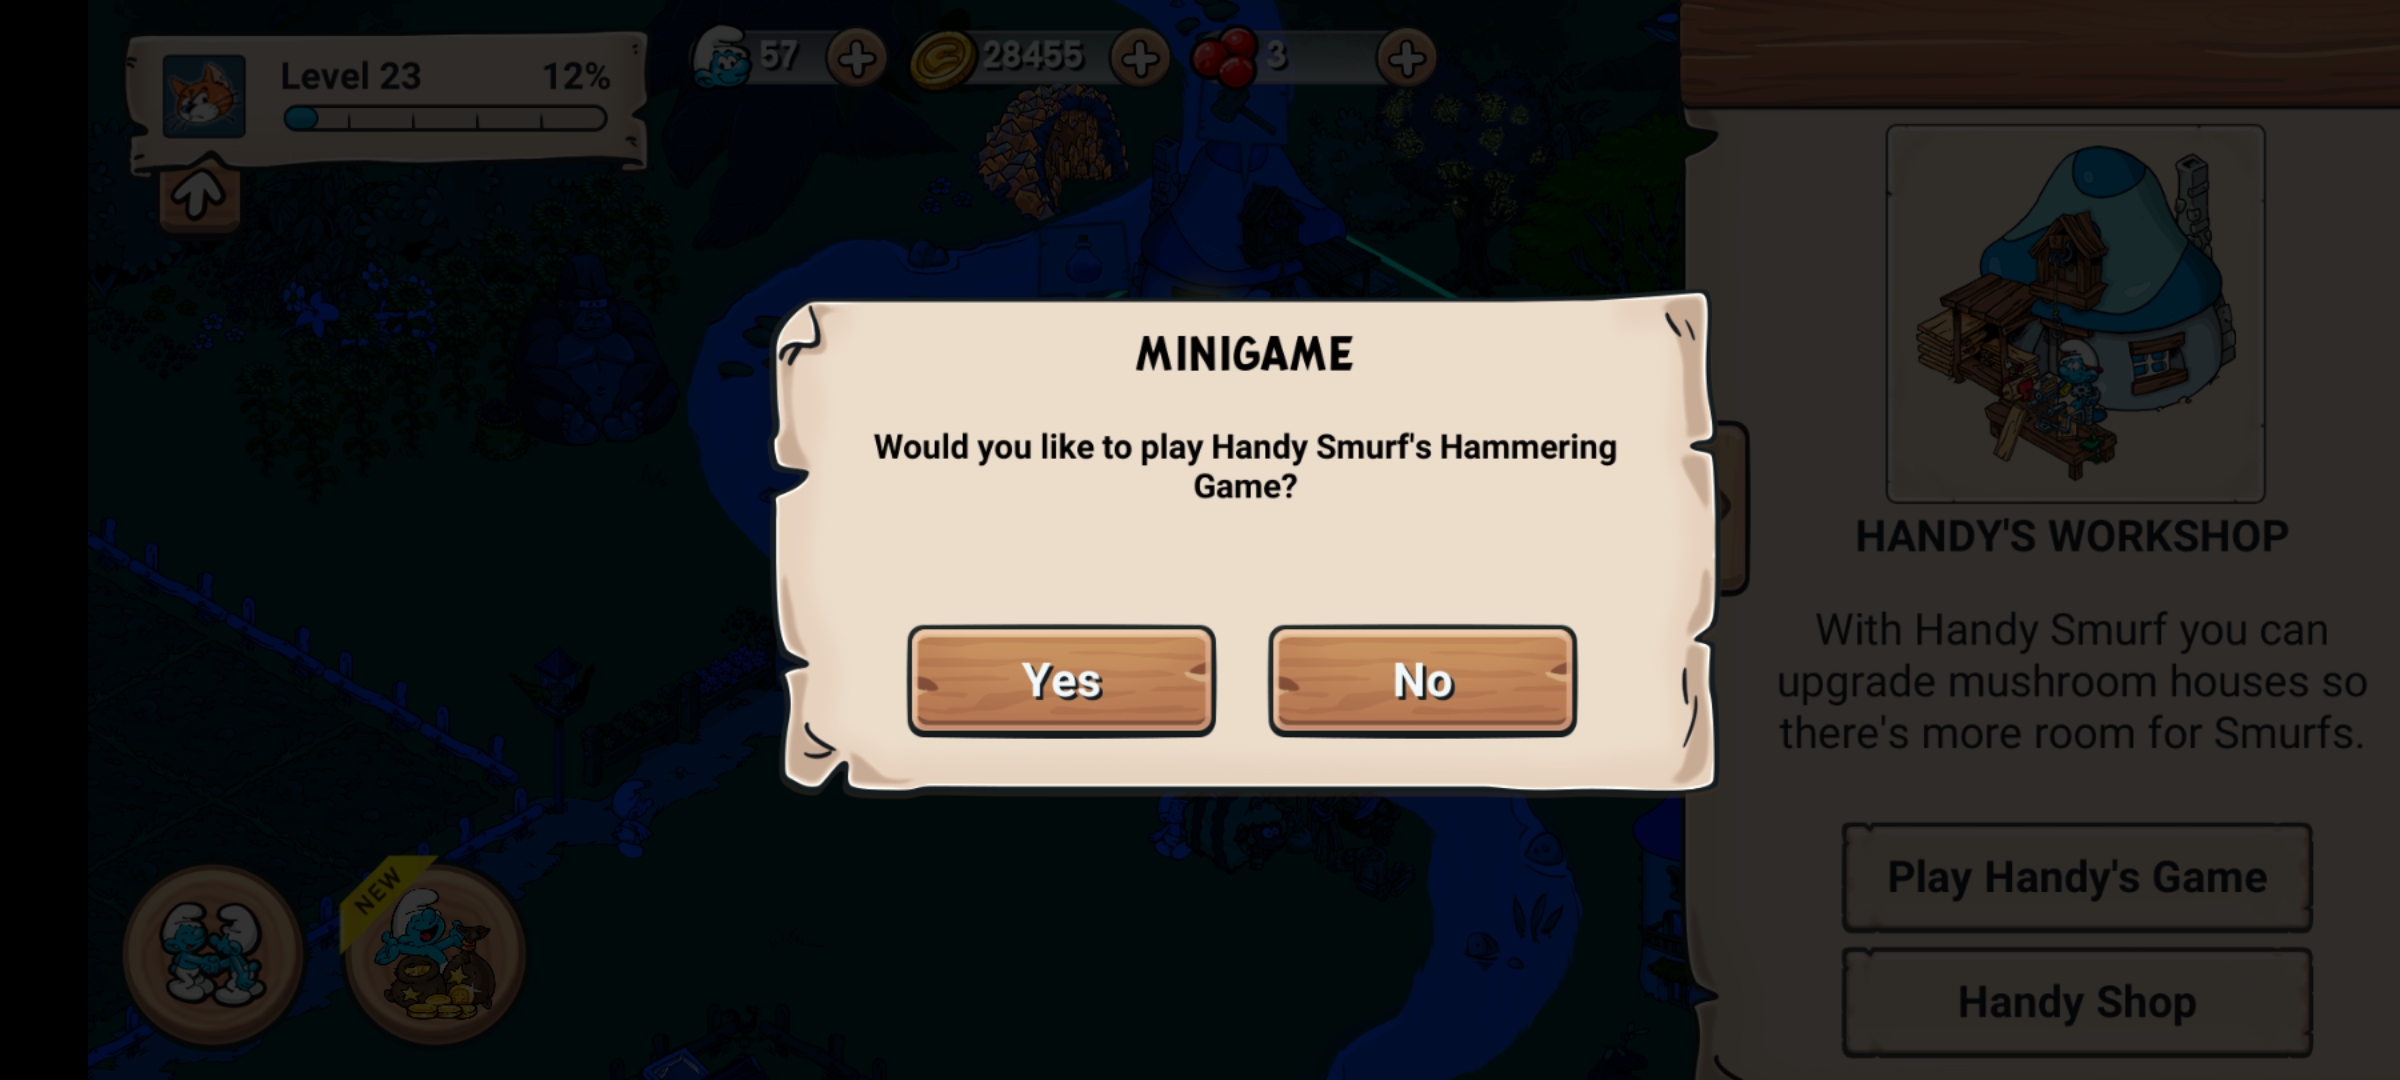 Level 23
12%
57
28455
3
MINIGAME
Would you like to play Handy Smurf's Hammering
Game?
Yes
No
HANDY'S WORKSHOP
With Handy Smurf you can
upgrade mushroom houses so
there's more room for Smurfs.
Play Handy's Game
Handy Shop
NEW